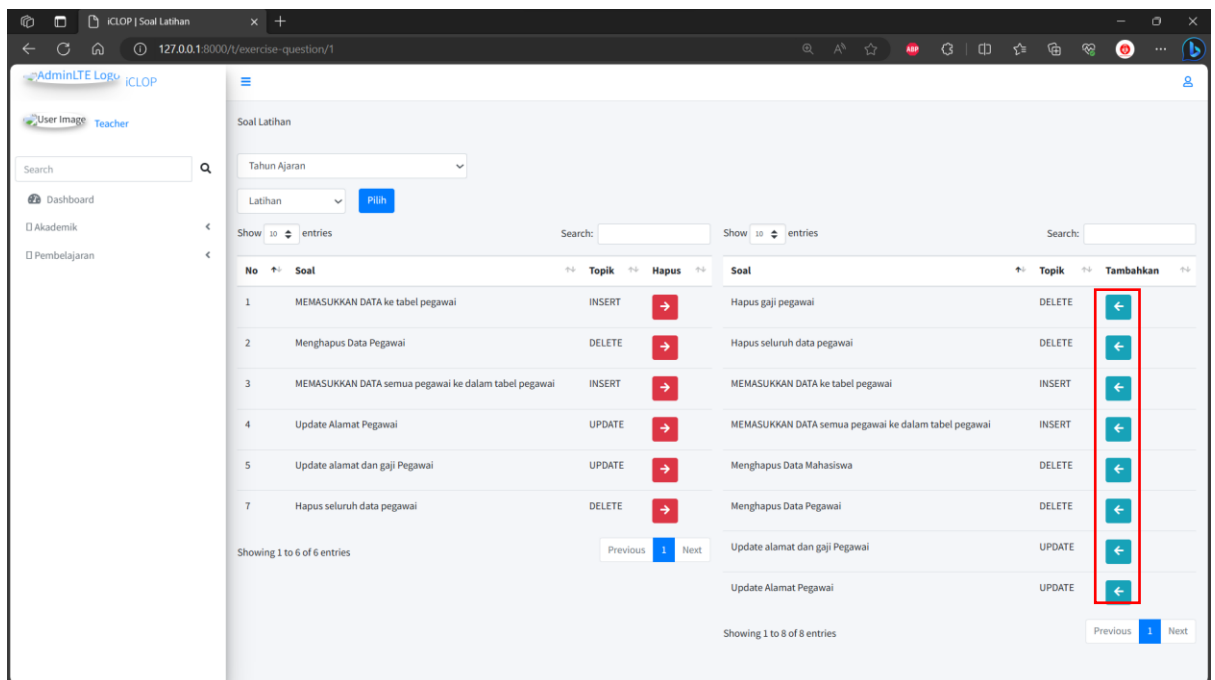 iCLOP | Soal Latihan
127.0.0.1:8000/t/exercise-question/1
ABP
AdminLTE Logo iCLOP
User Image Teacher
Search
Dashboard
Akademik
Pembelajaran
Soal Latihan
Tahun Ajaran
Latihan Pilih
Show 10 entries Search:
No Soal Topik Hapus
1 MEMASUKKAN DATA ke tabel pegawai INSERT
2 Menghapus Data Pegawai DELETE
3 MEMASUKKAN DATA semua pegawai ke dalam tabel pegawai INSERT
4 Update Alamat Pegawai UPDATE
5 Update alamat dan gaji Pegawai UPDATE
7 Hapus seluruh data pegawai DELETE
Showing 1 to 6 of 6 entries Previous 1 Next
Show 10 entries Search:
Soal Topik Tambahkan
Hapus gaji pegawai DELETE
Hapus seluruh data pegawai DELETE
MEMASUKKAN DATA ke tabel pegawai INSERT
MEMASUKKAN DATA semua pegawai ke dalam tabel pegawai INSERT
Menghapus Data Mahasiswa DELETE
Menghapus Data Pegawai DELETE
Update alamat dan gaji Pegawai UPDATE
Update Alamat Pegawai UPDATE
Showing 1 to 8 of 8 entries Previous 1 Next